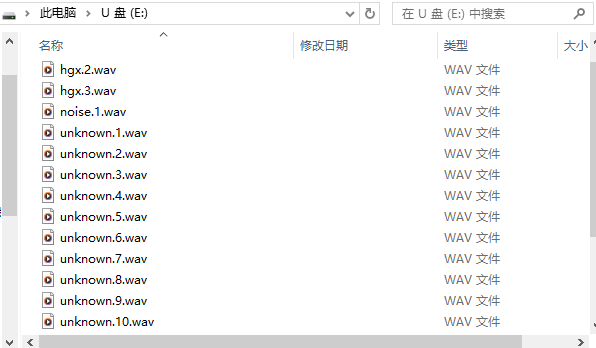 此电脑 > U 盘 (E:)
在 U 盘 (E:) 中搜索
名称 修改日期 类型 大小
hgx.2.wav WAV 文件
hgx.3.wav WAV 文件
noise.1.wav WAV 文件
unknown.1.wav WAV 文件
unknown.2.wav WAV 文件
unknown.3.wav WAV 文件
unknown.4.wav WAV 文件
unknown.5.wav WAV 文件
unknown.6.wav WAV 文件
unknown.7.wav WAV 文件
unknown.8.wav WAV 文件
unknown.9.wav WAV 文件
unknown.10.wav WAV 文件